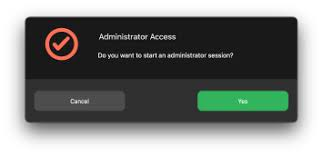 Administrator Access
Do you want to start an administrator session?
Cancel
Yes